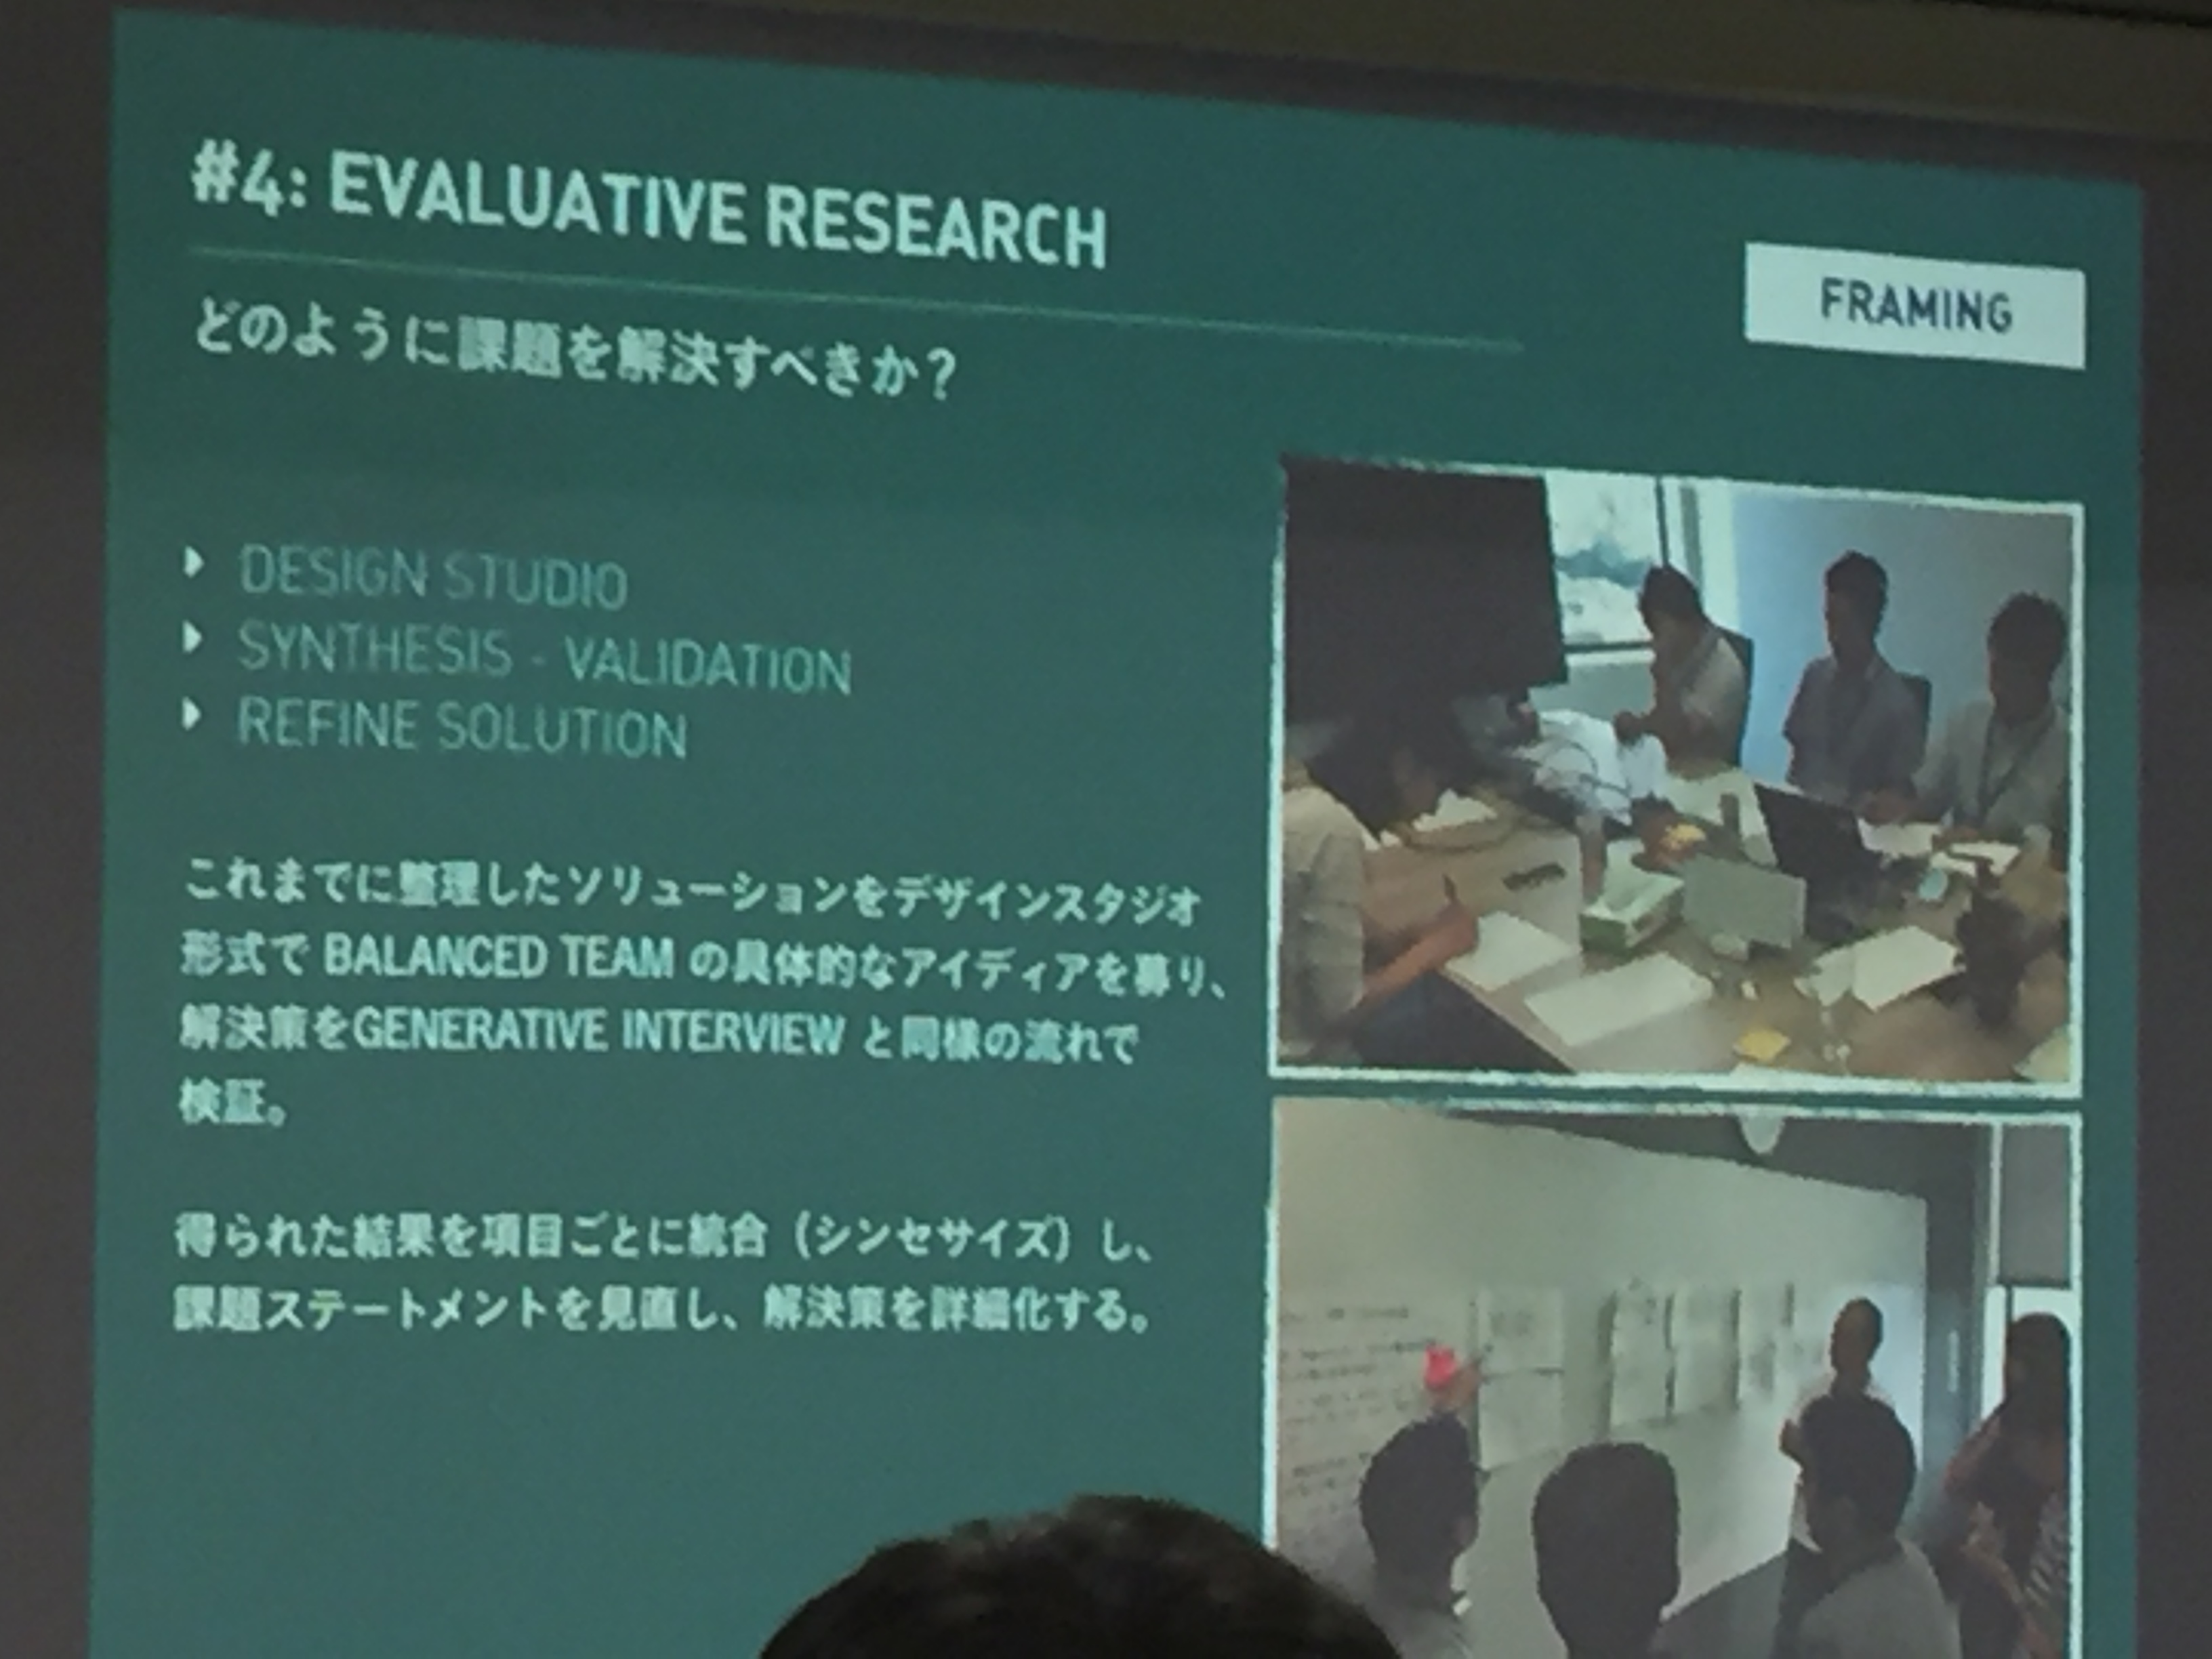 #4: EVALUATIVE RESEARCH
FRAMING
どのように課題を解決すべきか？
DESIGN STUDIO
SYNTHESIS - VALIDATION
REFINE SOLUTION
これまでに整理したソリューションをデザインスタジオ
形式で BALANCED TEAM の具体的なアイディアを募り、
解決策をGENERATIVE INTERVIEW と同様の流れで
検証。
得られた結果を項目ごとに統合（シンセサイズ）し、
課題ステートメントを見直し、解決策を詳細化する。